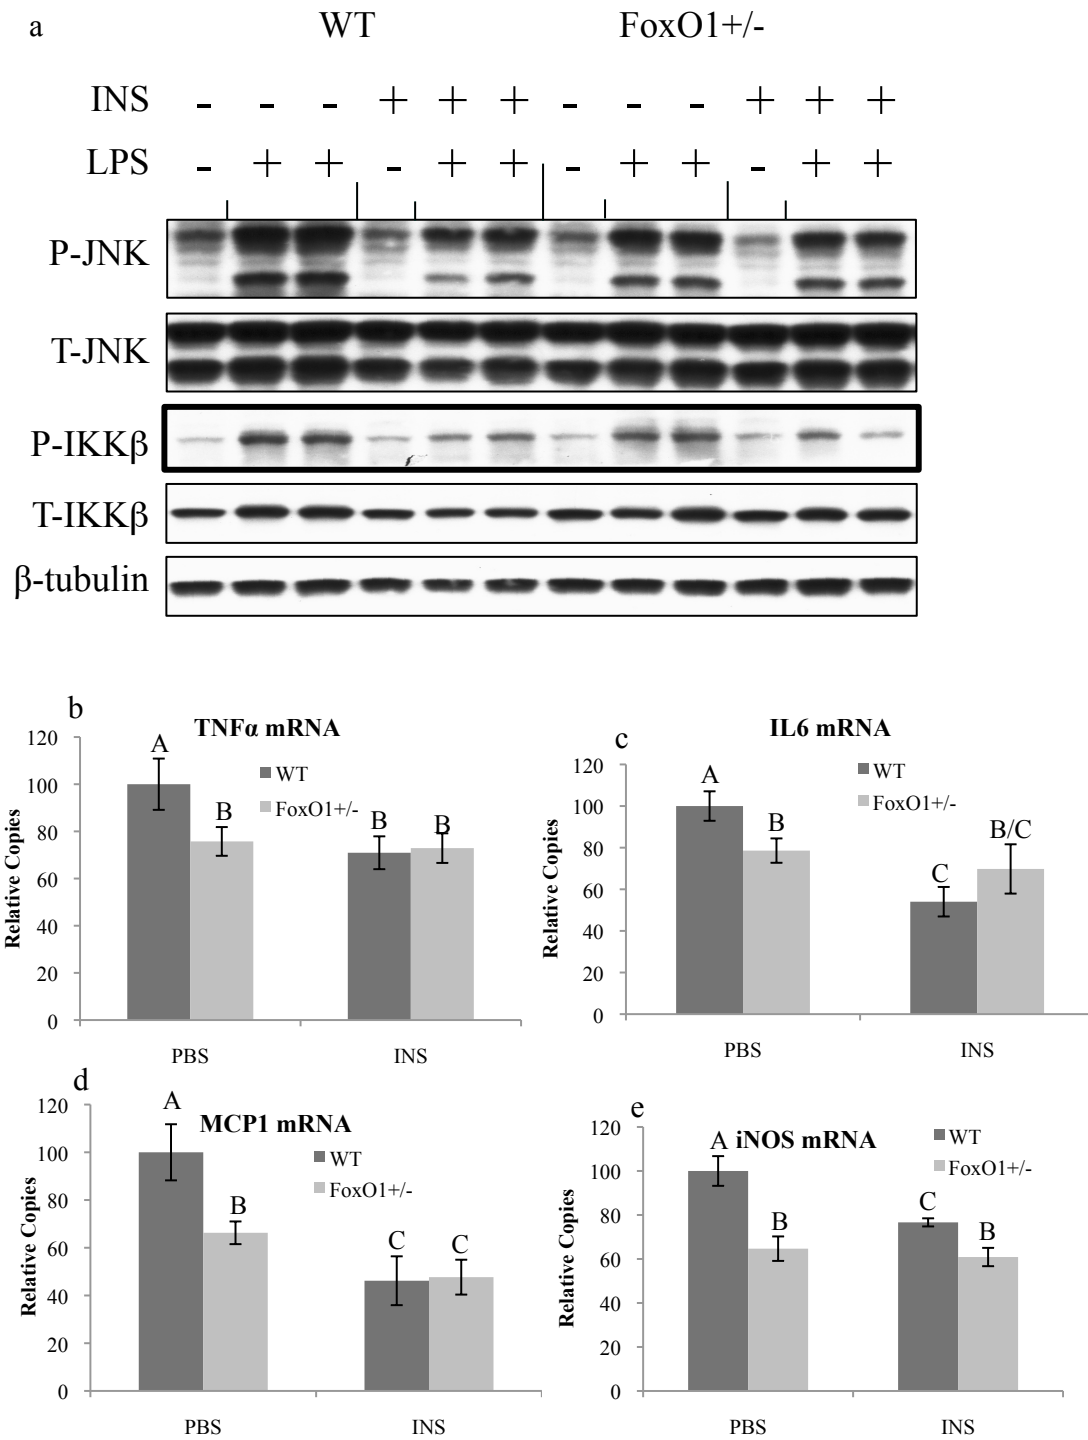 a WT FoxO1+/-
INS - - - + + + - - - + + +
LPS - + + - + + - + + - + +
P-JNK
T-JNK
P-IKKβ
T-IKKβ
β-tubulin
b
TNFα mRNA
120
100
80
60
40
20
0
Relative Copies
A
B
B
B
WT
FoxO1+/-
PBS INS
c
IL6 mRNA
120
100
80
60
40
20
0
Relative Copies
A
B
C
B/C
WT
FoxO1+/-
PBS INS
d
MCP1 mRNA
120
100
80
60
40
20
0
Relative Copies
A
B
C
C
WT
FoxO1+/-
PBS INS
e
iNOS mRNA
120
100
80
60
40
20
0
Relative Copies
A
B
C
B
WT
FoxO1+/-
PBS INS